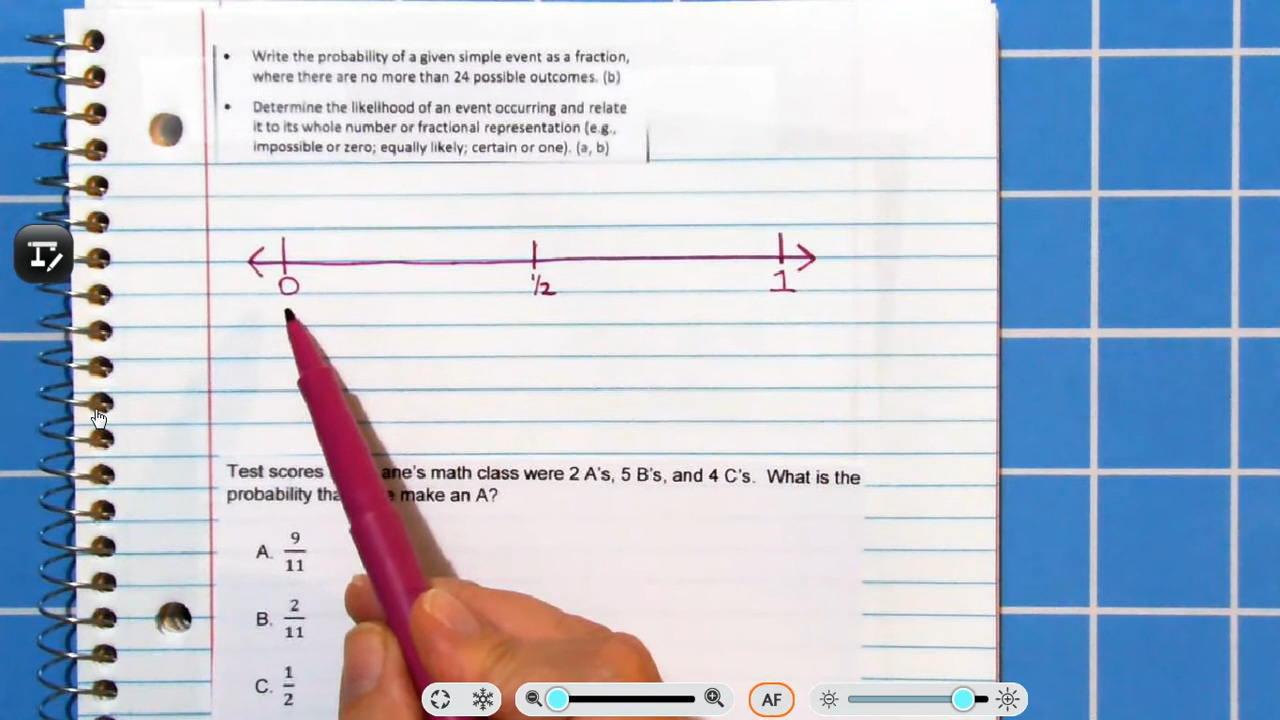 • Write the probability of a given simple event as a fraction,
where there are no more than 24 possible outcomes. (b)
• Determine the likelihood of an event occurring and relate
it to its whole number or fractional representation (e.g.,
impossible or zero; equally likely; certain or one). (a, b)
0 1/2 1
Test scores ane's math class were 2 A's, 5 B's, and 4 C's. What is the
probability tha make an A?
A. 9/11
B. 2/11
C. 1/2
AF